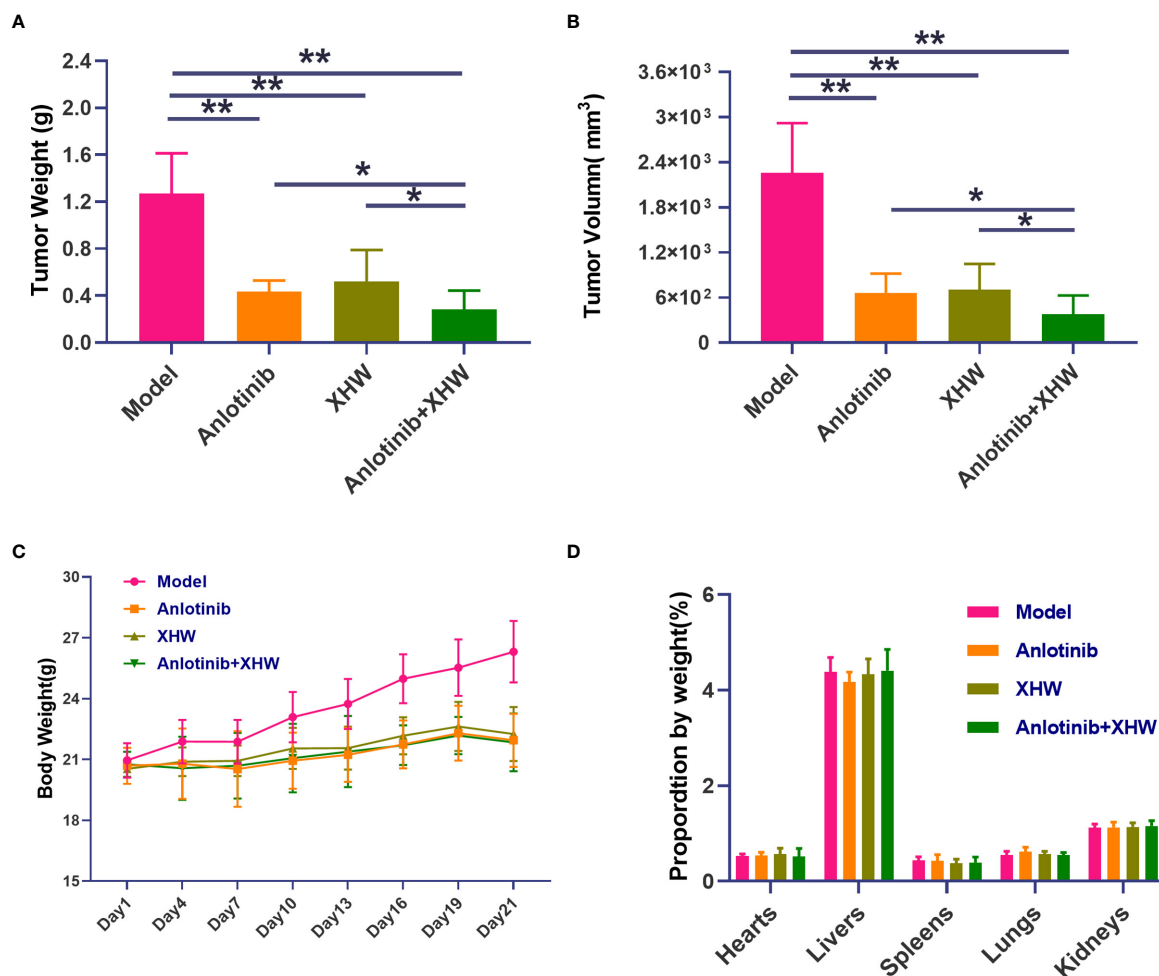 A
Tumor Weight (g)
2.4
2.0
1.6
1.2
0.8
0.4
0.0
**
**
**
*
*
Model
Anlotinib
XHW
Anlotinib+XHW
B
Tumor Volumn( mm³)
3.6×10³
3×10³
2.4×10³
1.8×10³
1.2×10³
6×10²
0
**
**
**
*
*
Model
Anlotinib
XHW
Anlotinib+XHW
C
Body Weight(g)
30
27
24
21
18
15
Model
Anlotinib
XHW
Anlotinib+XHW
Day1
Day4
Day7
Day10
Day13
Day16
Day19
Day21
D
Propordtion by weight(%)
6
4
2
0
Model
Anlotinib
XHW
Anlotinib+XHW
Hearts
Livers
Spleens
Lungs
Kidneys